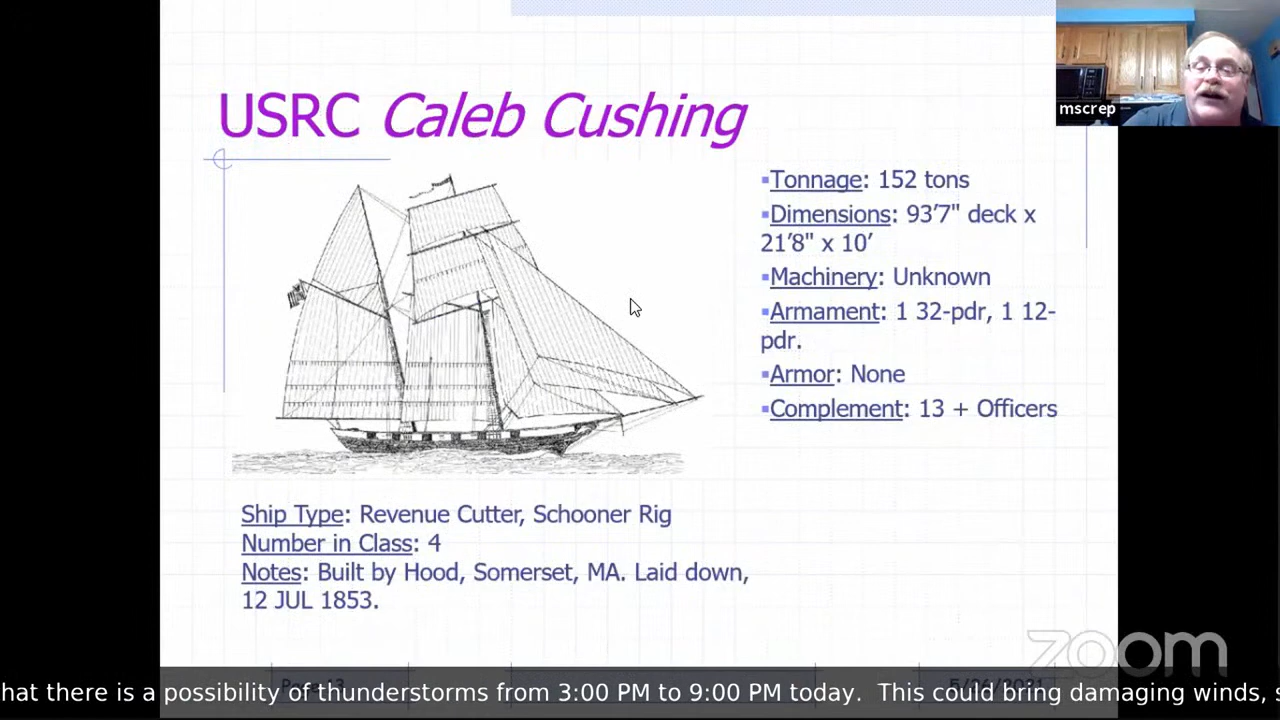 USRC Caleb Cushing
mscrep
▪Tonnage: 152 tons
▪Dimensions: 93’7" deck x
21’8" x 10’
▪Machinery: Unknown
▪Armament: 1 32-pdr, 1 12-
pdr.
▪Armor: None
▪Complement: 13 + Officers
Ship Type: Revenue Cutter, Schooner Rig
Number in Class: 4
Notes: Built by Hood, Somerset, MA. Laid down,
12 JUL 1853.
zoom
hat there is a possibility of thunderstorms from 3:00 PM to 9:00 PM today. This could bring damaging winds, s